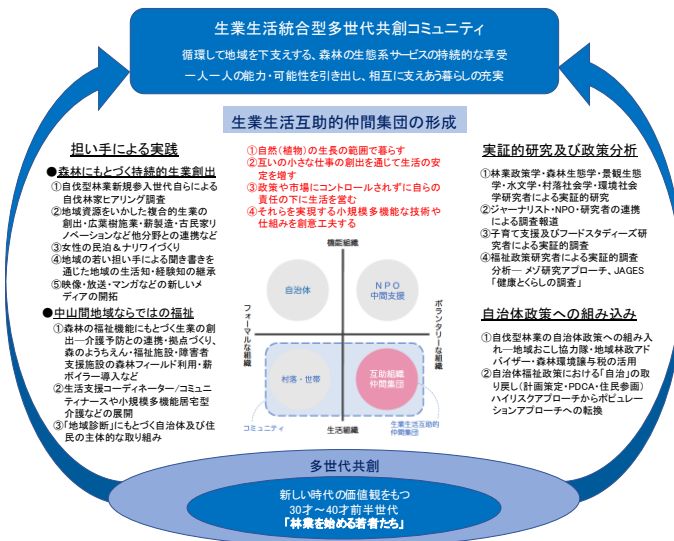 生業生活統合型多世代共創コミュニティ
循環して地域を下支えする、森林の生態系サービスの持続的な享受
一人一人の能力・可能性を引き出し、相互に支えあう暮らしの充実
生業生活互助的仲間集団の形成
担い手による実践
●森林にもとづく持続的生業創出
①自伐型林業新規参入世代自らによる
自伐林家ヒアリング調査
②地域資源をいかした複合的生業の
創出・広葉樹施業・薪製造・古民家リ
ノベーションなど他分野との連携など
③女性の民泊&ナリワイづくり
④地域の若い担い手による聞き書きを
通じた地域の生活知・経験知の継承
⑤映像・放送・マンガなどの新しいメ
ディアの開拓
●中山間地域ならではの福祉
①森林の福祉機能にもとづく生業の創
出―介護予防との連携・拠点づくり、
森のようちえん・福祉施設・障害者
支援施設の森林フィールド利用・薪
ボイラー導入など
②生活支援コーディネーター/コミュニ
ティナースや小規模多機能居宅型
介護などの展開
③「地域診断」にもとづく自治体及び住
民の主体的な取り組み
①自然(植物)の生長の範囲で暮らす
②互いの小さな仕事の創出を通じて生活の安
定を増す
③政策や市場にコントロールされずに自らの
責任の下に生活を営む
④それらを実現する小規模多機能な技術や
仕組みを創意工夫する
機能組織
自治体
NPO
中間支援
フォーマルな組織
ボランタリーな組織
村落・世帯
互助組織
仲間集団
コミュニティ
生活組織
生業生活互助的
仲間集団
実証的研究及び政策分析
①林業政策学・森林生態学・景観生態
学・水文学・村落社会学・環境社会
学研究者による実証的研究
②ジャーナリスト・NPO・研究者の連携
による調査報道
③子育て支援及びフードスタディーズ研
究者による実証的調査
④福祉政策研究者による実証的調査
分析― メゾ研究アプローチ、JAGES
「健康とくらしの調査」
自治体政策への組み込み
①自伐型林業の自治体政策への組み入
れ―地域おこし協力隊・地域林政アド
バイザー・森林環境譲与税の活用
②自治体福祉政策における「自治」の取
り戻し(計画策定・PDCA・住民参画)
ハイリスクアプローチからポピュレー
ションアプローチへの転換
多世代共創
新しい時代の価値観をもつ
30才～40才前半世代
「林業を始める若者たち」